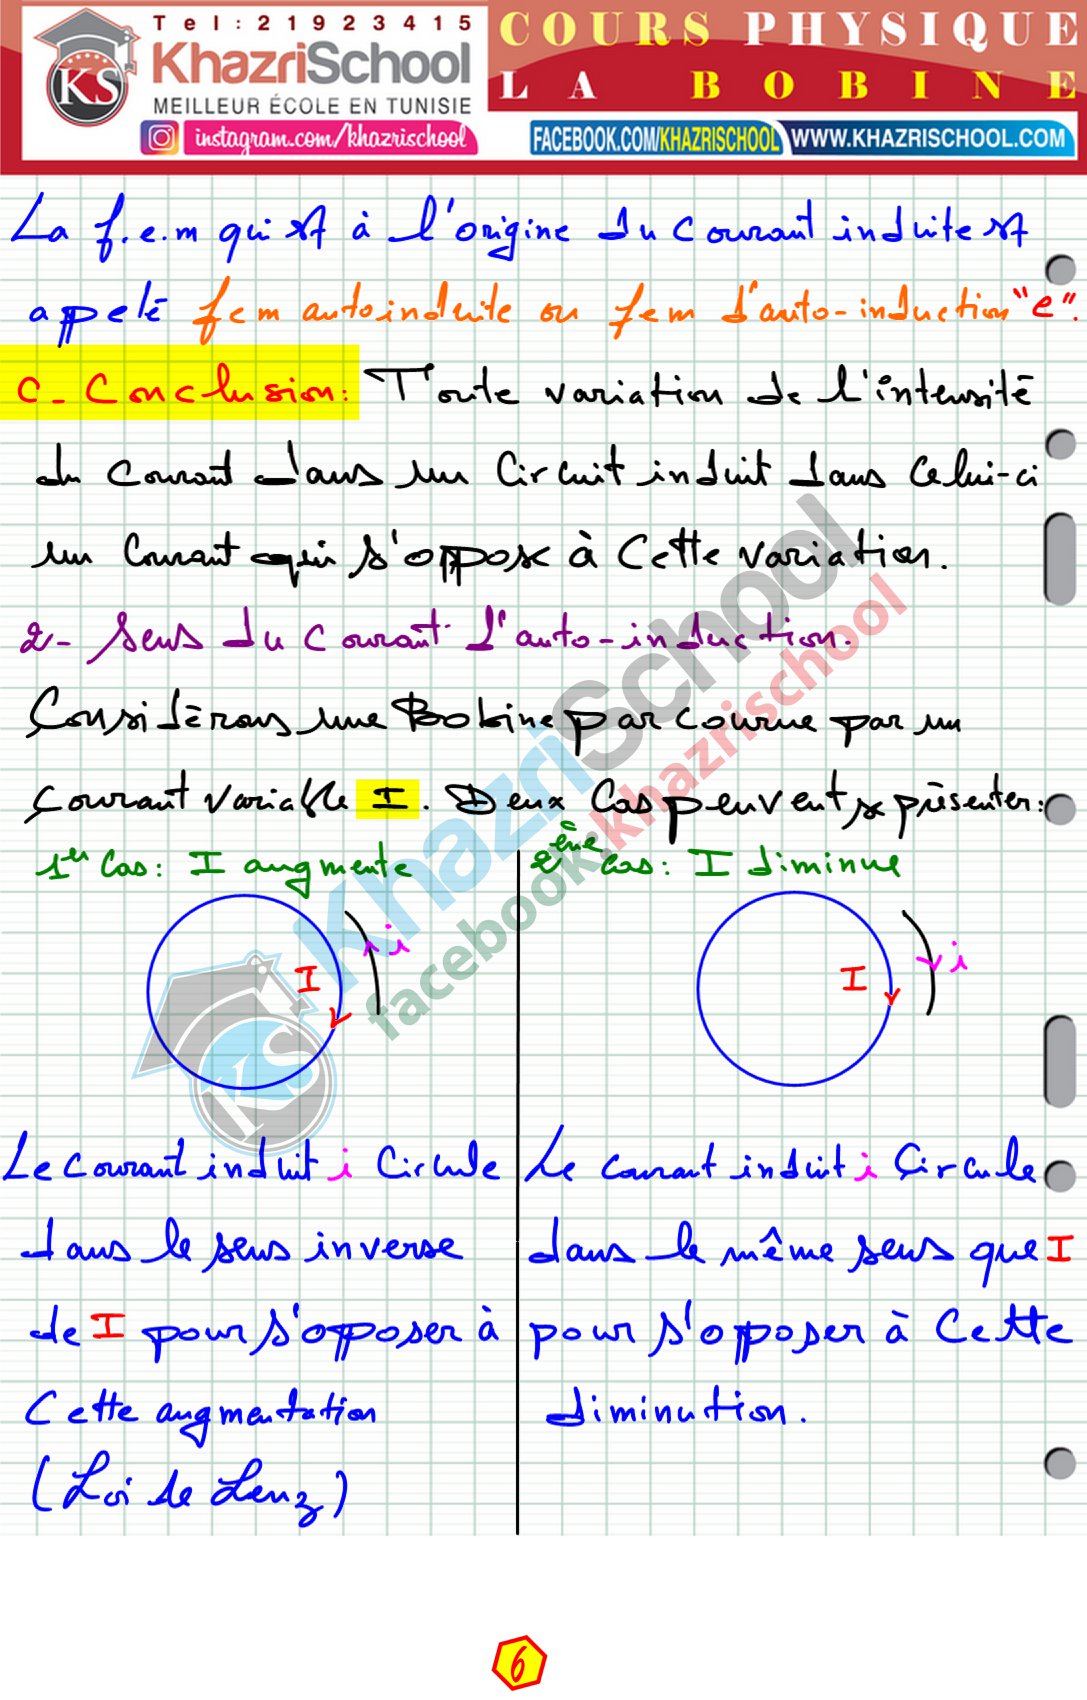 Tel: 21923415
KhazriSchool
MEILLEUR ÉCOLE EN TUNISIE
instagram.com/khazrischool
COURS PHYSIQUE
LA BOBINE
FACEBOOK.COM/KHAZRISCHOOL
WWW.KHAZRISCHOOL.COM
KS
La f.e.m qui est à l'origine du courant induite st
appelé fem autoinduite ou fem d'auto-induction "e".
C - Conclusion: Toute variation de l'intensité
du courant dans un circuit induit dans celui-ci
un courant qui s'oppose à cette variation.
2- Sens du courant d'auto-induction.
Considérons une Bobine parcourue par un
courant variable I. Deux cas peuvent se présenter:
1er cas: I augmente
I
i
Le courant induit i circule
dans le sens inverse
de I pour s'opposer à
cette augmentation
(Loi de Lenz)
2ème cas: I diminue
I
i
Le courant induit i circule
dans le même sens que I
pour s'opposer à cette
diminution.
KhazriSchool
facebook:khazrischool
KS
6